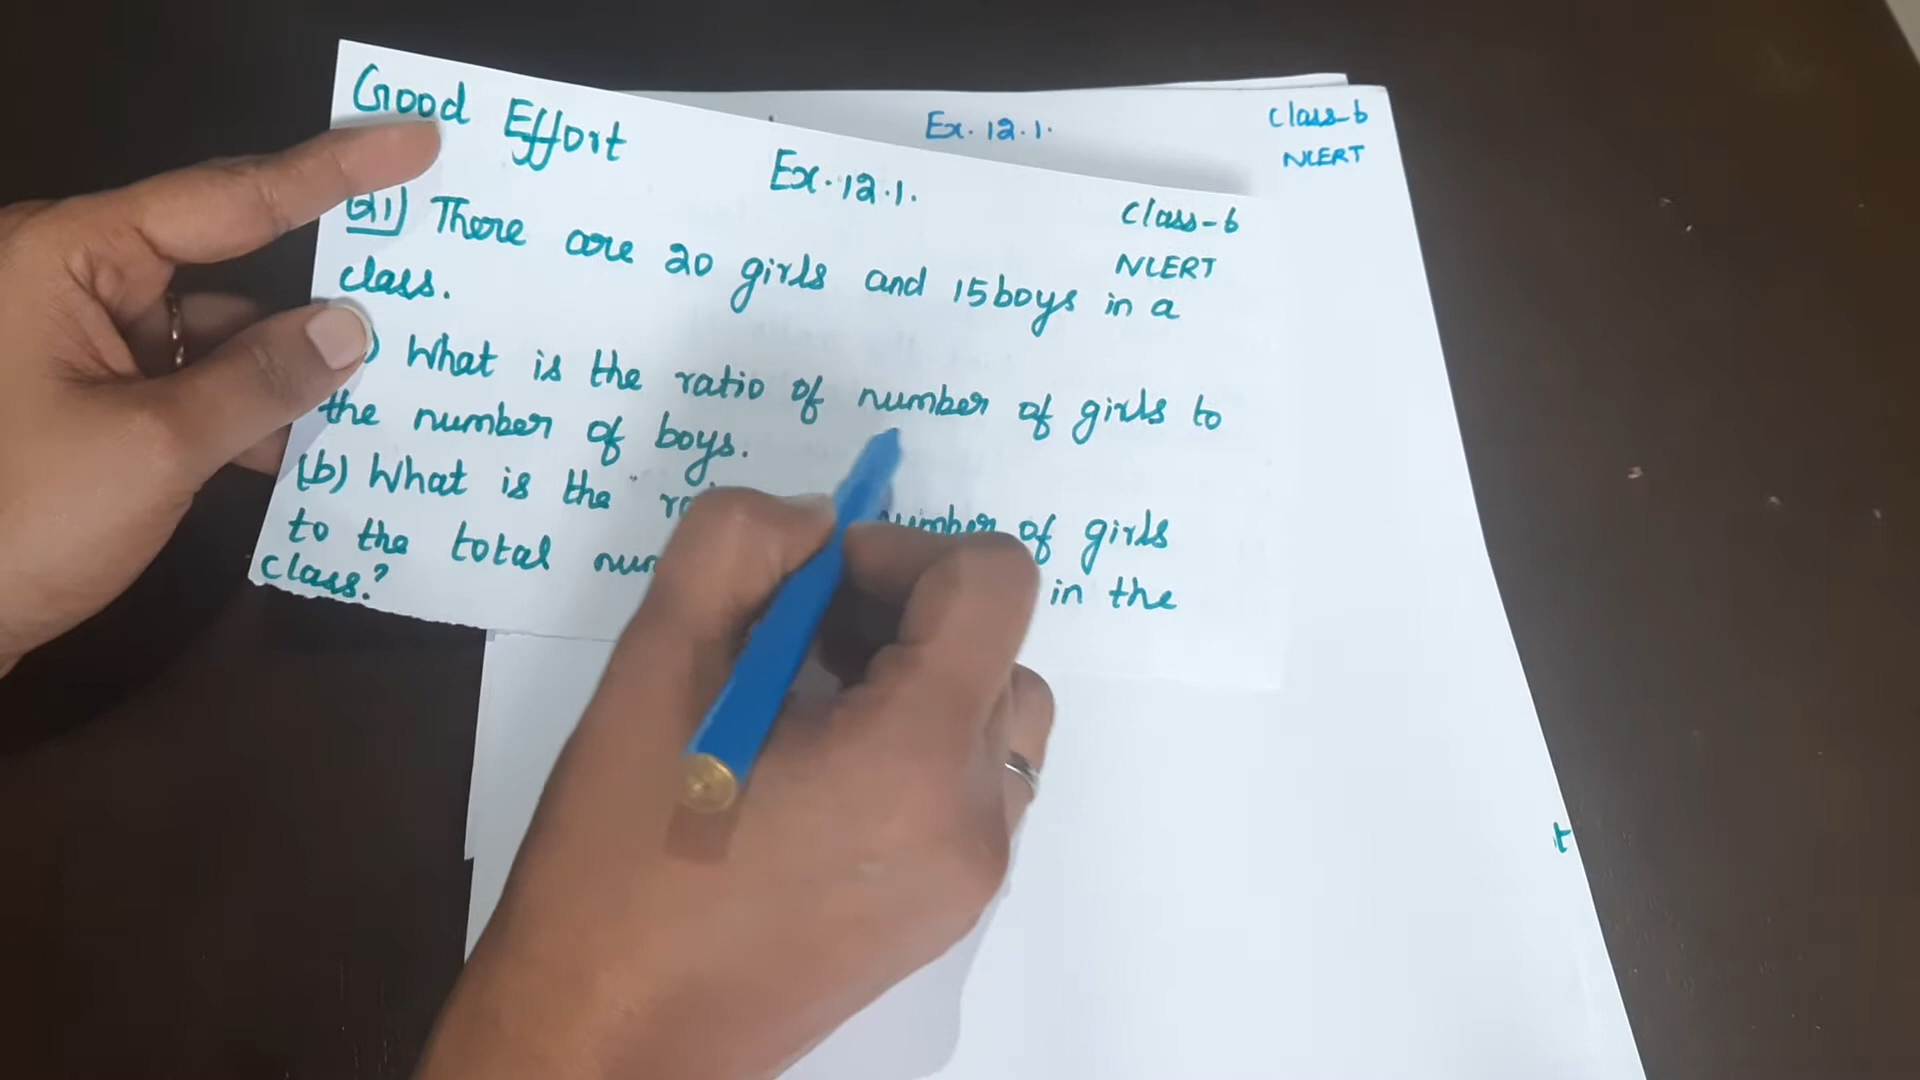 Good Effort
Ex. 12.1.
Class-6
NCERT
Q1) There are 20 girls and 15 boys in a
class.
) What is the ratio of number of girls to
the number of boys.
(b) What is the number of girls
to the total in the
class?
Ex. 12.1.
Class-6
NCERT
t